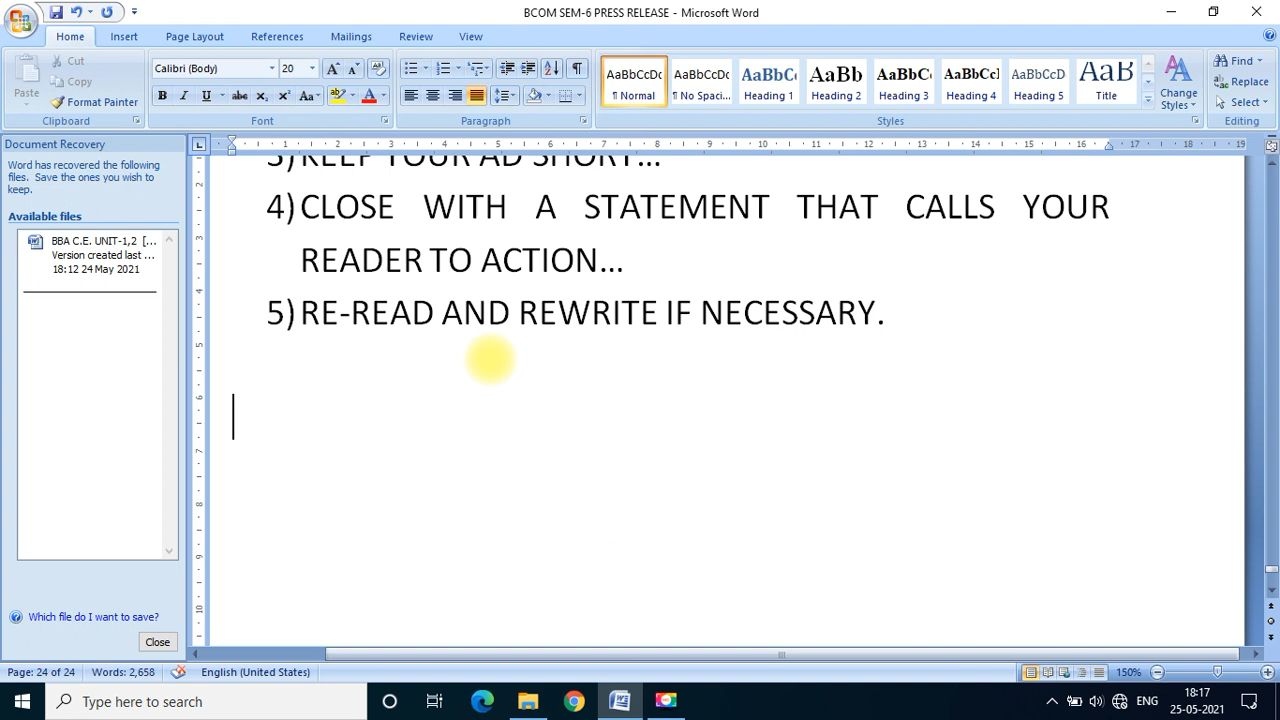 BCOM SEM-6 PRESS RELEASE - Microsoft Word
Home Insert Page Layout References Mailings Review View
Paste Cut Copy Format Painter
Clipboard
Calibri (Body) 20
Font
Paragraph
AaBbCcDc ¶ Normal
AaBbCcDc ¶ No Spaci...
AaBbC Heading 1
AaBb Heading 2
AaBbC Heading 3
AaBbCcI Heading 4
AaBbCcD Heading 5
AaB Title
Change Styles
Styles
Find
Replace
Select
Editing
Document Recovery
Word has recovered the following
files. Save the ones you wish to
keep.
Available files
BBA C.E. UNIT-1,2 [...
Version created last ...
18:12 24 May 2021
Which file do I want to save?
Close
3) KEEP YOUR AD SHORT...
4) CLOSE WITH A STATEMENT THAT CALLS YOUR
READER TO ACTION...
5) RE-READ AND REWRITE IF NECESSARY.
Page: 24 of 24 Words: 2,658 English (United States) 150%
Type here to search
ENG
18:17
25-05-2021